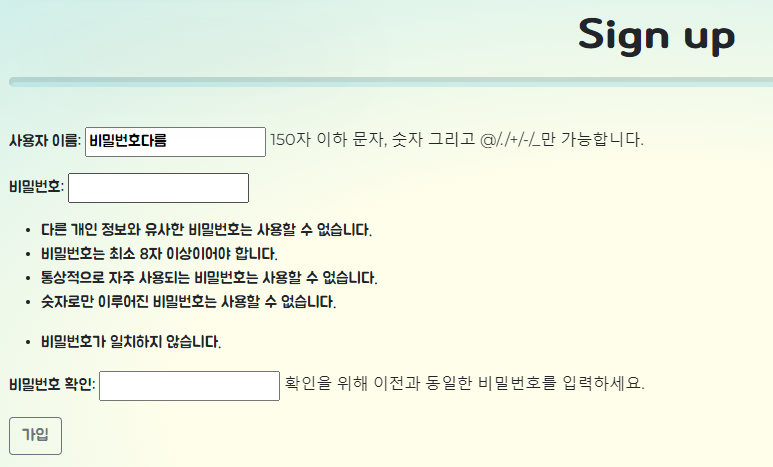 Sign up
사용자 이름: 비밀번호다름 150자 이하 문자, 숫자 그리고 @/./+/-/_만 가능합니다.
비밀번호:
• 다른 개인 정보와 유사한 비밀번호는 사용할 수 없습니다.
• 비밀번호는 최소 8자 이상이어야 합니다.
• 통상적으로 자주 사용되는 비밀번호는 사용할 수 없습니다.
• 숫자로만 이루어진 비밀번호는 사용할 수 없습니다.
• 비밀번호가 일치하지 않습니다.
비밀번호 확인: 확인을 위해 이전과 동일한 비밀번호를 입력하세요.
가입